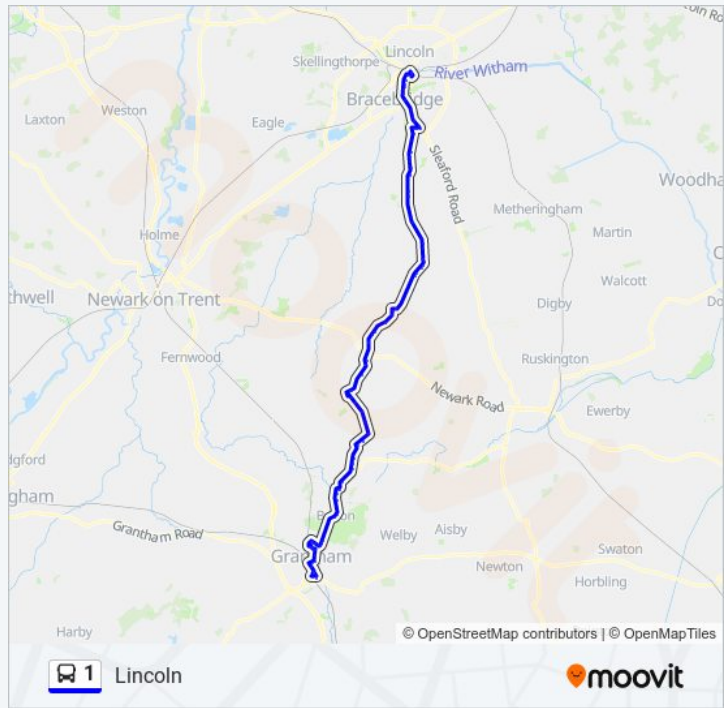 Lincoln
Skellingthorpe
River Witham
Bracebridge
Laxton
Weston
Eagle
Sleaford Road
Metheringham
Holme
Martin
Walcott
Newark on Trent
Digby
Fernwood
Ruskington
Newark Road
Ewerby
Grantham Road
Welby
Aisby
Grantham
Newton
Swaton
Horbling
Harby
© OpenStreetMap contributors | © OpenMapTiles
1 Lincoln
moovit